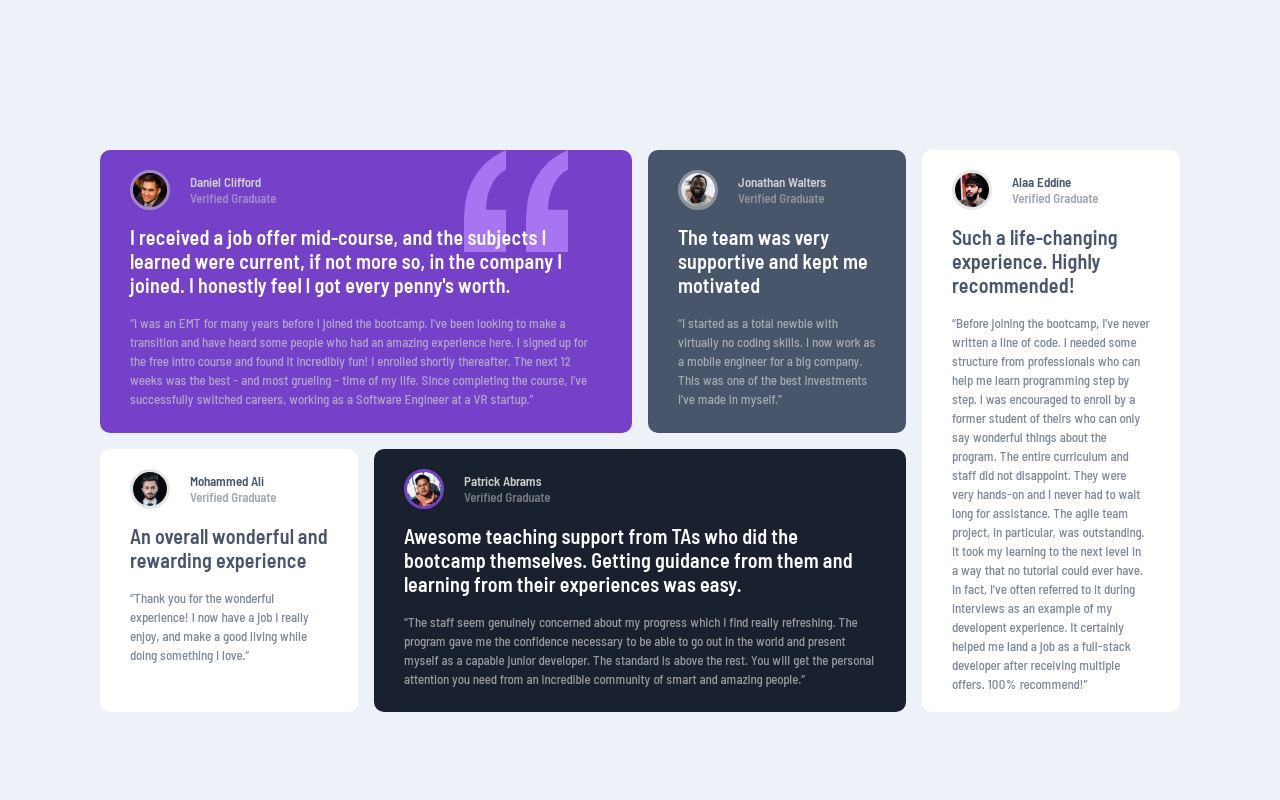 Daniel Clifford
Verified Graduate
I received a job offer mid-course, and the subjects I
learned were current, if not more so, in the company I
joined. I honestly feel I got every penny's worth.
“I was an EMT for many years before I joined the bootcamp. I've been looking to make a
transition and have heard some people who had an amazing experience here. I signed up for
the free intro course and found it incredibly fun! I enrolled shortly thereafter. The next 12
weeks was the best - and most grueling - time of my life. Since completing the course, I've
successfully switched careers, working as a Software Engineer at a VR startup.”
Jonathan Walters
Verified Graduate
The team was very
supportive and kept me
motivated
“I started as a total newbie with
virtually no coding skills. I now work as
a mobile engineer for a big company.
This was one of the best investments
I've made in myself.”
Alaa Eddine
Verified Graduate
Such a life-changing
experience. Highly
recommended!
“Before joining the bootcamp, I've never
written a line of code. I needed some
structure from professionals who can
help me learn programming step by
step. I was encouraged to enroll by a
former student of theirs who can only
say wonderful things about the
program. The entire curriculum and
staff did not disappoint. They were
very hands-on and I never had to wait
long for assistance. The agile team
project, in particular, was outstanding.
It took my learning to the next level in
a way that no tutorial could ever have.
In fact, I've often referred to it during
interviews as an example of my
developent experience. It certainly
helped me land a job as a full-stack
developer after receiving multiple
offers. 100% recommend!”
Mohammed Ali
Verified Graduate
An overall wonderful and
rewarding experience
“Thank you for the wonderful
experience! I now have a job I really
enjoy, and make a good living while
doing something I love.”
Patrick Abrams
Verified Graduate
Awesome teaching support from TAs who did the
bootcamp themselves. Getting guidance from them and
learning from their experiences was easy.
“The staff seem genuinely concerned about my progress which I find really refreshing. The
program gave me the confidence necessary to be able to go out in the world and present
myself as a capable junior developer. The standard is above the rest. You will get the personal
attention you need from an incredible community of smart and amazing people.”